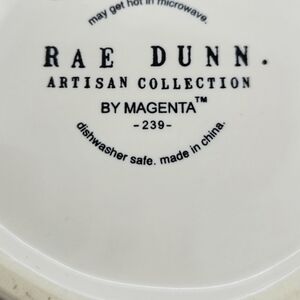 may get hot in microwave.
RAE DUNN.
ARTISAN COLLECTION
BY MAGENTA™
-239-
dishwasher safe. made in china.